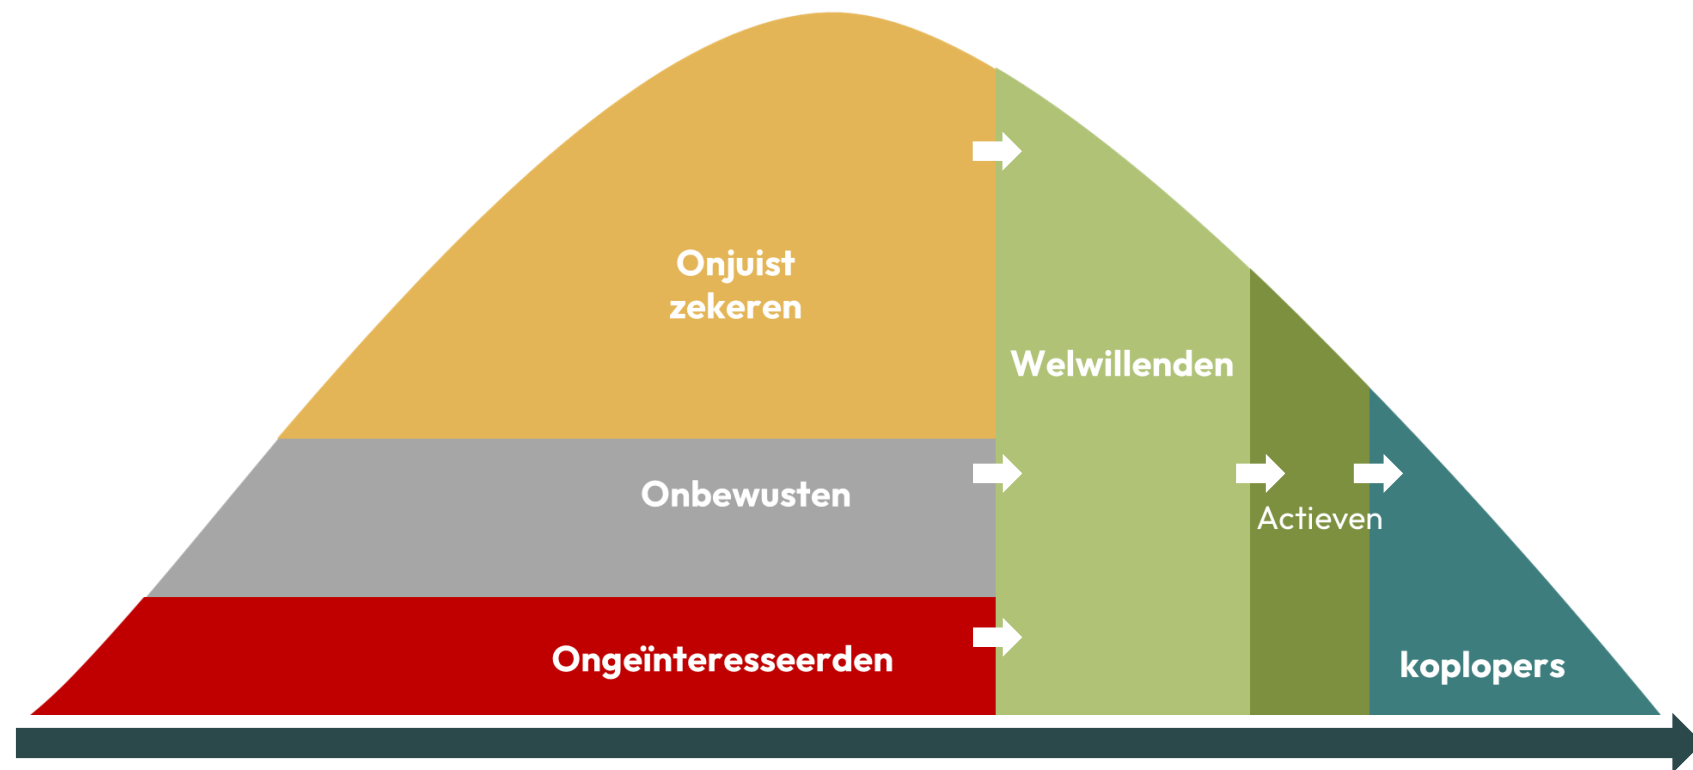 Onjuist
zekeren
Welwillenden
Onbewusten
Actieven
Ongeïnteresseerden
koplopers